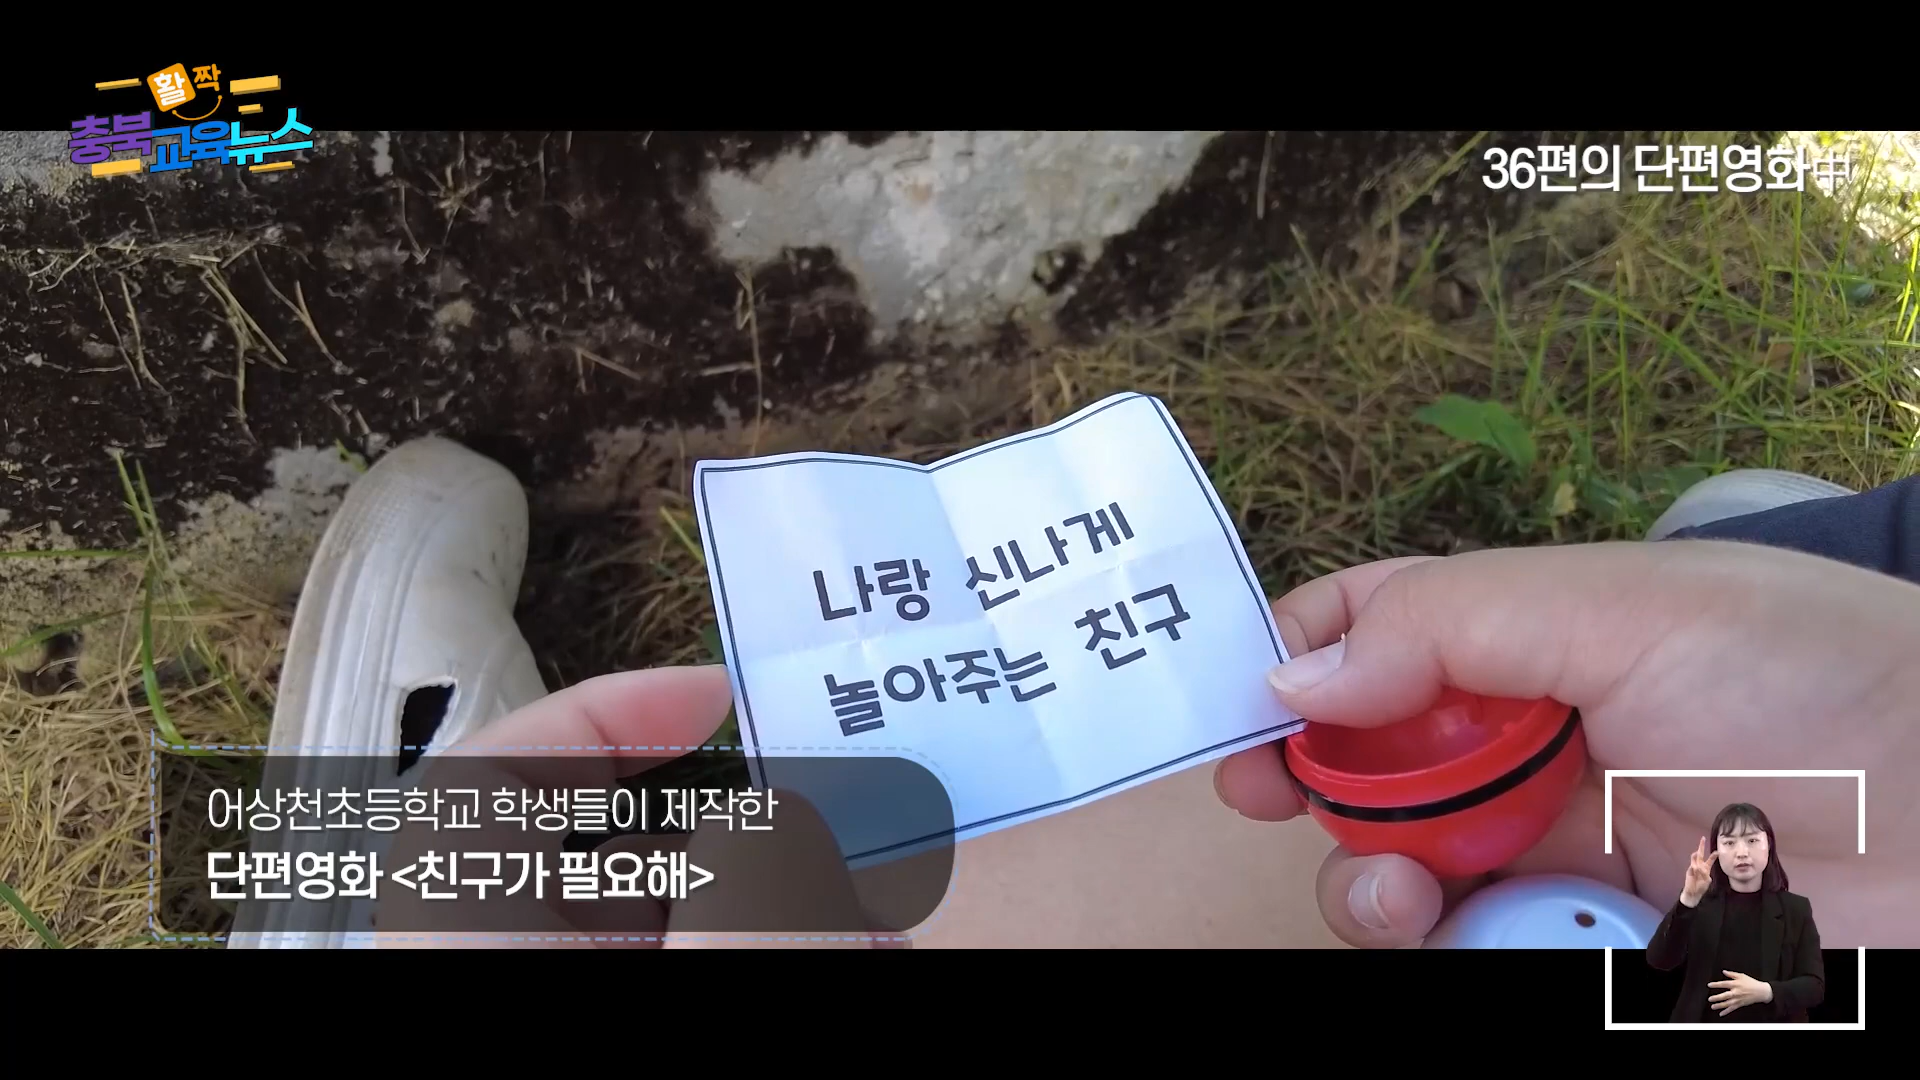 활짝
충북교육뉴스
36편의 단편영화中
나랑 신나게
놀아주는 친구
어상천초등학교 학생들이 제작한
단편영화 <친구가 필요해>